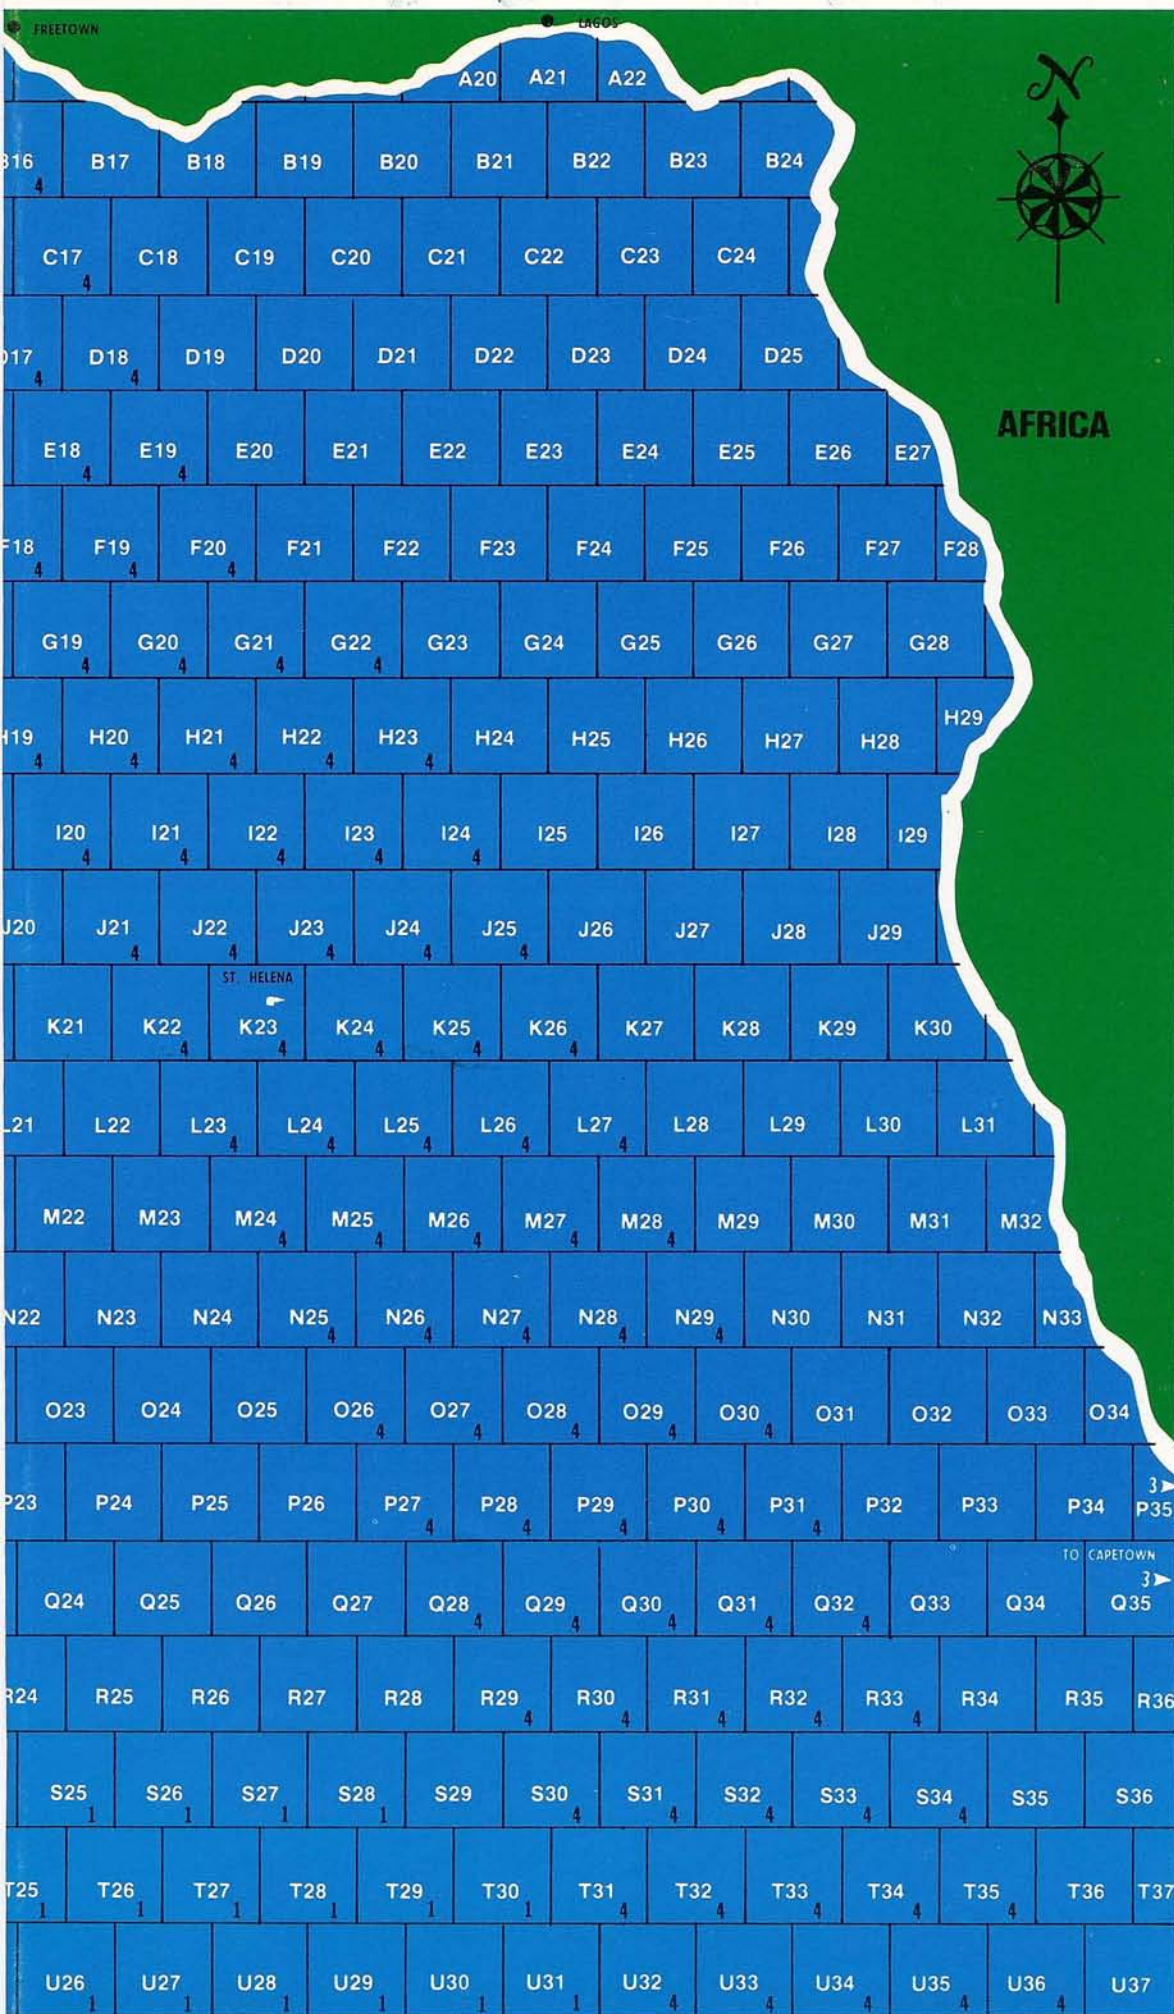 FREETOWN LAGOS
N
A20 A21 A22
B16 B17 B18 B19 B20 B21 B22 B23 B24
4
C17 C18 C19 C20 C21 C22 C23 C24
4
D17 D18 D19 D20 D21 D22 D23 D24 D25
4 4
AFRICA
E18 E19 E20 E21 E22 E23 E24 E25 E26 E27
4 4
F18 F19 F20 F21 F22 F23 F24 F25 F26 F27 F28
4 4 4
G19 G20 G21 G22 G23 G24 G25 G26 G27 G28
4 4 4 4
H19 H20 H21 H22 H23 H24 H25 H26 H27 H28 H29
4 4 4 4 4
I20 I21 I22 I23 I24 I25 I26 I27 I28 I29
4 4 4 4 4
J20 J21 J22 J23 J24 J25 J26 J27 J28 J29
4 4 4 4 4
ST. HELENA
K21 K22 K23 K24 K25 K26 K27 K28 K29 K30
4 4 4 4 4
L21 L22 L23 L24 L25 L26 L27 L28 L29 L30 L31
4 4 4 4 4
M22 M23 M24 M25 M26 M27 M28 M29 M30 M31 M32
4 4 4 4 4
N22 N23 N24 N25 N26 N27 N28 N29 N30 N31 N32 N33
4 4 4 4 4
O23 O24 O25 O26 O27 O28 O29 O30 O31 O32 O33 O34
4 4 4 4 4
3
P23 P24 P25 P26 P27 P28 P29 P30 P31 P32 P33 P34 P35
4 4 4 4 4
TO CAPETOWN
3
Q24 Q25 Q26 Q27 Q28 Q29 Q30 Q31 Q32 Q33 Q34 Q35
4 4 4 4 4
R24 R25 R26 R27 R28 R29 R30 R31 R32 R33 R34 R35 R36
4 4 4 4 4
S25 S26 S27 S28 S29 S30 S31 S32 S33 S34 S35 S36
1 1 1 1 4 4 4 4 4
T25 T26 T27 T28 T29 T30 T31 T32 T33 T34 T35 T36 T37
1 1 1 1 1 1 4 4 4 4 4
U26 U27 U28 U29 U30 U31 U32 U33 U34 U35 U36 U37
1 1 1 1 1 1 4 4 4 4 4